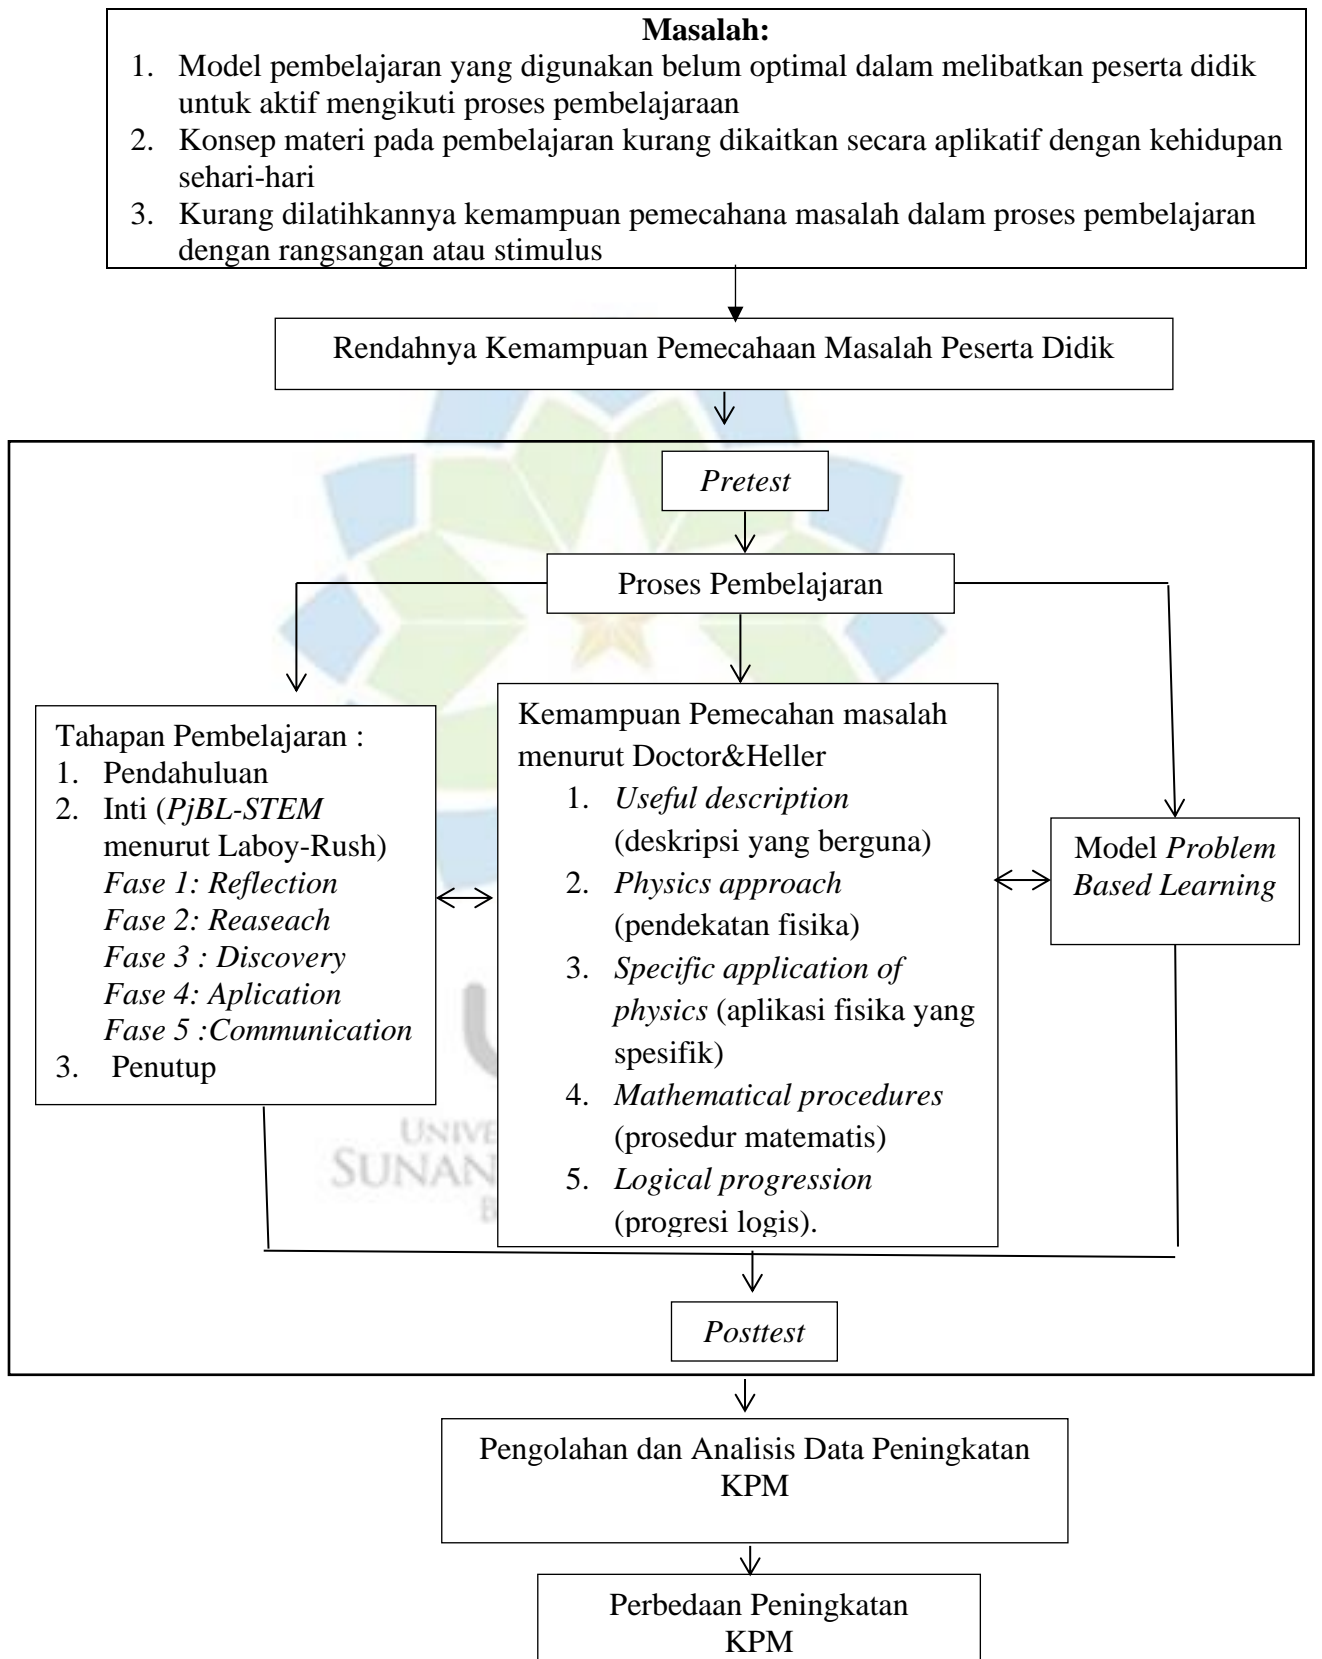 Masalah:
1. Model pembelajaran yang digunakan belum optimal dalam melibatkan peserta didik
untuk aktif mengikuti proses pembelajaraan
2. Konsep materi pada pembelajaran kurang dikaitkan secara aplikatif dengan kehidupan
sehari-hari
3. Kurang dilatihkannya kemampuan pemecahana masalah dalam proses pembelajaran
dengan rangsangan atau stimulus
Rendahnya Kemampuan Pemecahaan Masalah Peserta Didik
Pretest
Proses Pembelajaran
Tahapan Pembelajaran :
1. Pendahuluan
2. Inti (PjBL-STEM
menurut Laboy-Rush)
Fase 1: Reflection
Fase 2: Reaseach
Fase 3 : Discovery
Fase 4: Aplication
Fase 5 :Communication
3. Penutup
Kemampuan Pemecahan masalah
menurut Doctor&Heller
1. Useful description
(deskripsi yang berguna)
2. Physics approach
(pendekatan fisika)
3. Specific application of
physics (aplikasi fisika yang
spesifik)
4. Mathematical procedures
(prosedur matematis)
5. Logical progression
(progresi logis).
Model Problem
Based Learning
UNIVE
SUNAN
B
Posttest
Pengolahan dan Analisis Data Peningkatan
KPM
Perbedaan Peningkatan
KPM